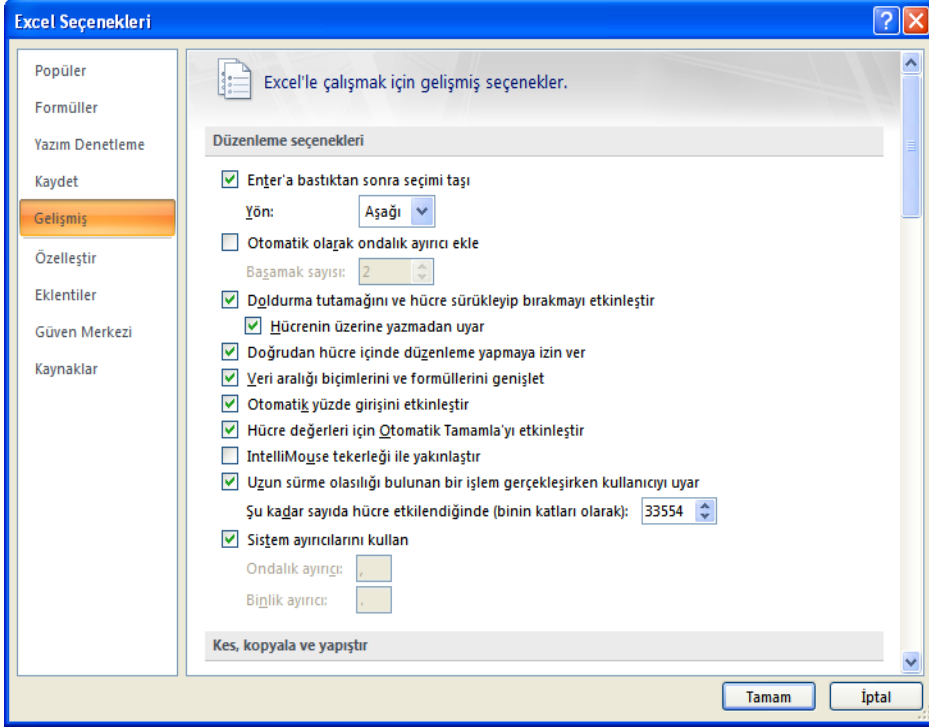 Excel Seçenekleri
Popüler
Formüller
Yazım Denetleme
Kaydet
Gelişmiş
Özelleştir
Eklentiler
Güven Merkezi
Kaynaklar
Excel'le çalışmak için gelişmiş seçenekler.
Düzenleme seçenekleri
Enter'a bastıktan sonra seçimi taşı
Yön: Aşağı
Otomatik olarak ondalık ayırıcı ekle
Basamak sayısı: 2
Doldurma tutamağını ve hücre sürükleyip bırakmayı etkinleştir
Hücrenin üzerine yazmadan uyar
Doğrudan hücre içinde düzenleme yapmaya izin ver
Veri aralığı biçimlerini ve formüllerini genişlet
Otomatik yüzde girişini etkinleştir
Hücre değerleri için Otomatik Tamamla'yı etkinleştir
IntelliMouse tekerleği ile yakınlaştır
Uzun sürme olasılığı bulunan bir işlem gerçekleşirken kullanıcıyı uyar
Şu kadar sayıda hücre etkilendiğinde (binin katları olarak): 33554
Sistem ayırıcılarını kullan
Ondalık ayırıcı: ,
Binlik ayırıcı: .
Kes, kopyala ve yapıştır
Tamam İptal